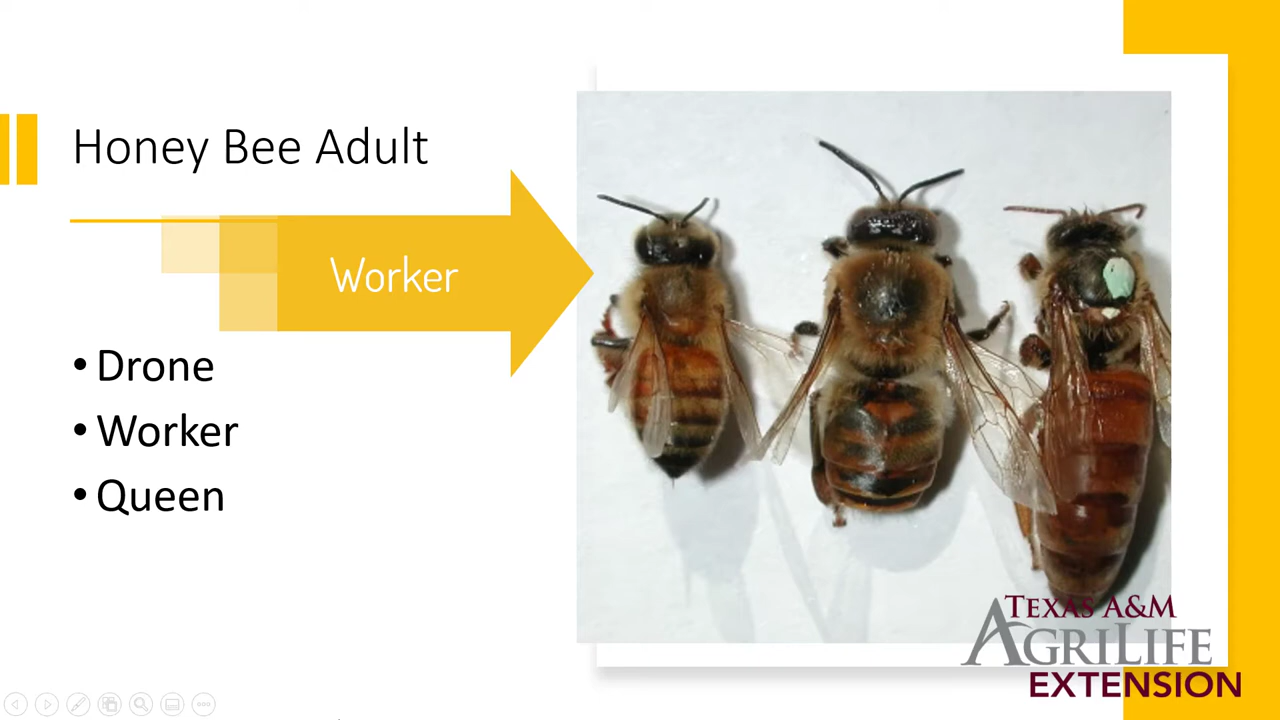 Honey Bee Adult
Worker
• Drone
• Worker
• Queen
TEXAS A&M
AGRILIFE
EXTENSION